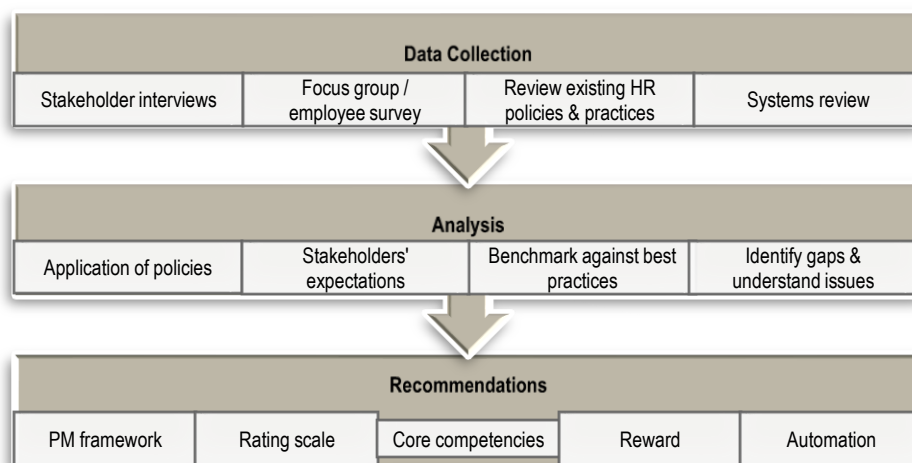 Data Collection
Stakeholder interviews
Focus group /
employee survey
Review existing HR
policies & practices
Systems review
Analysis
Application of policies
Stakeholders'
expectations
Benchmark against best
practices
Identify gaps &
understand issues
Recommendations
PM framework
Rating scale
Core competencies
Reward
Automation